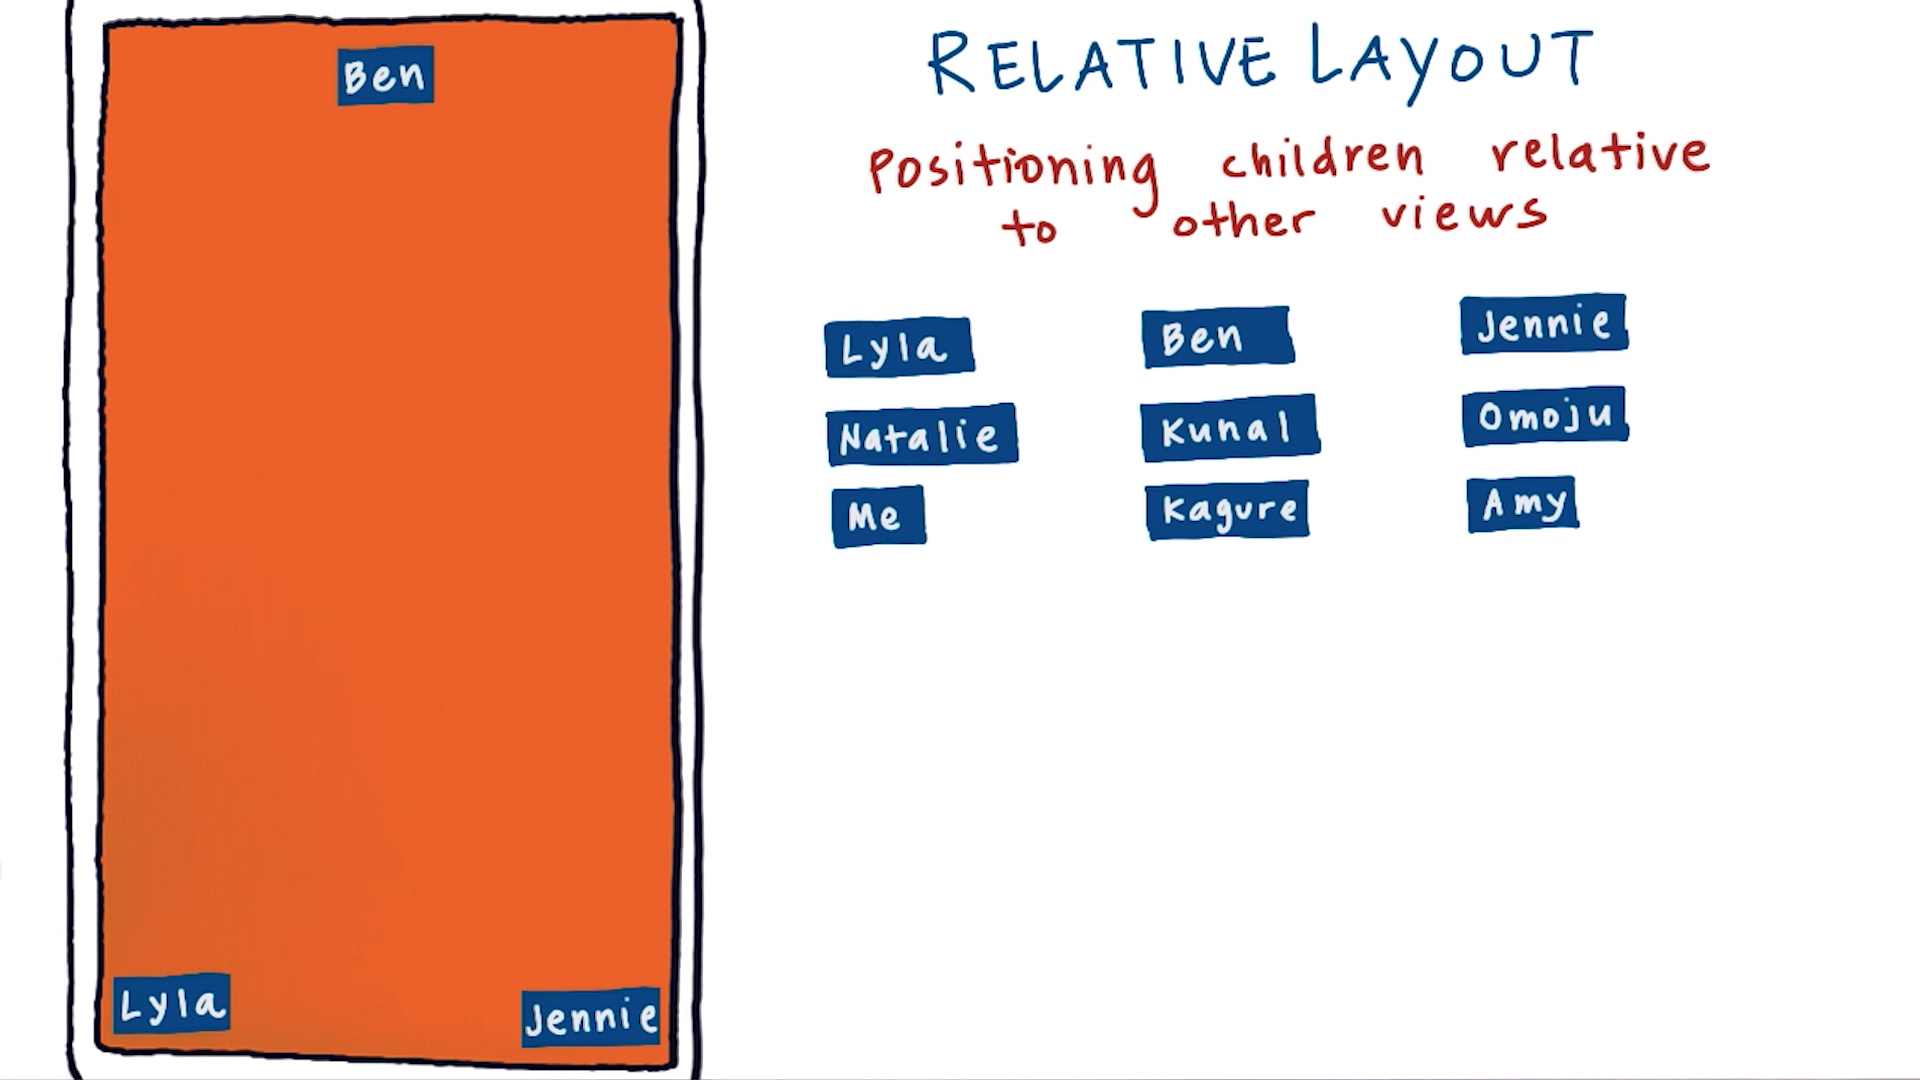 Ben
Lyla
Jennie
RELATIVE LAYOUT
Positioning children relative
to other views
Lyla Ben Jennie
Natalie Kunal Omoju
Me Kagure Amy